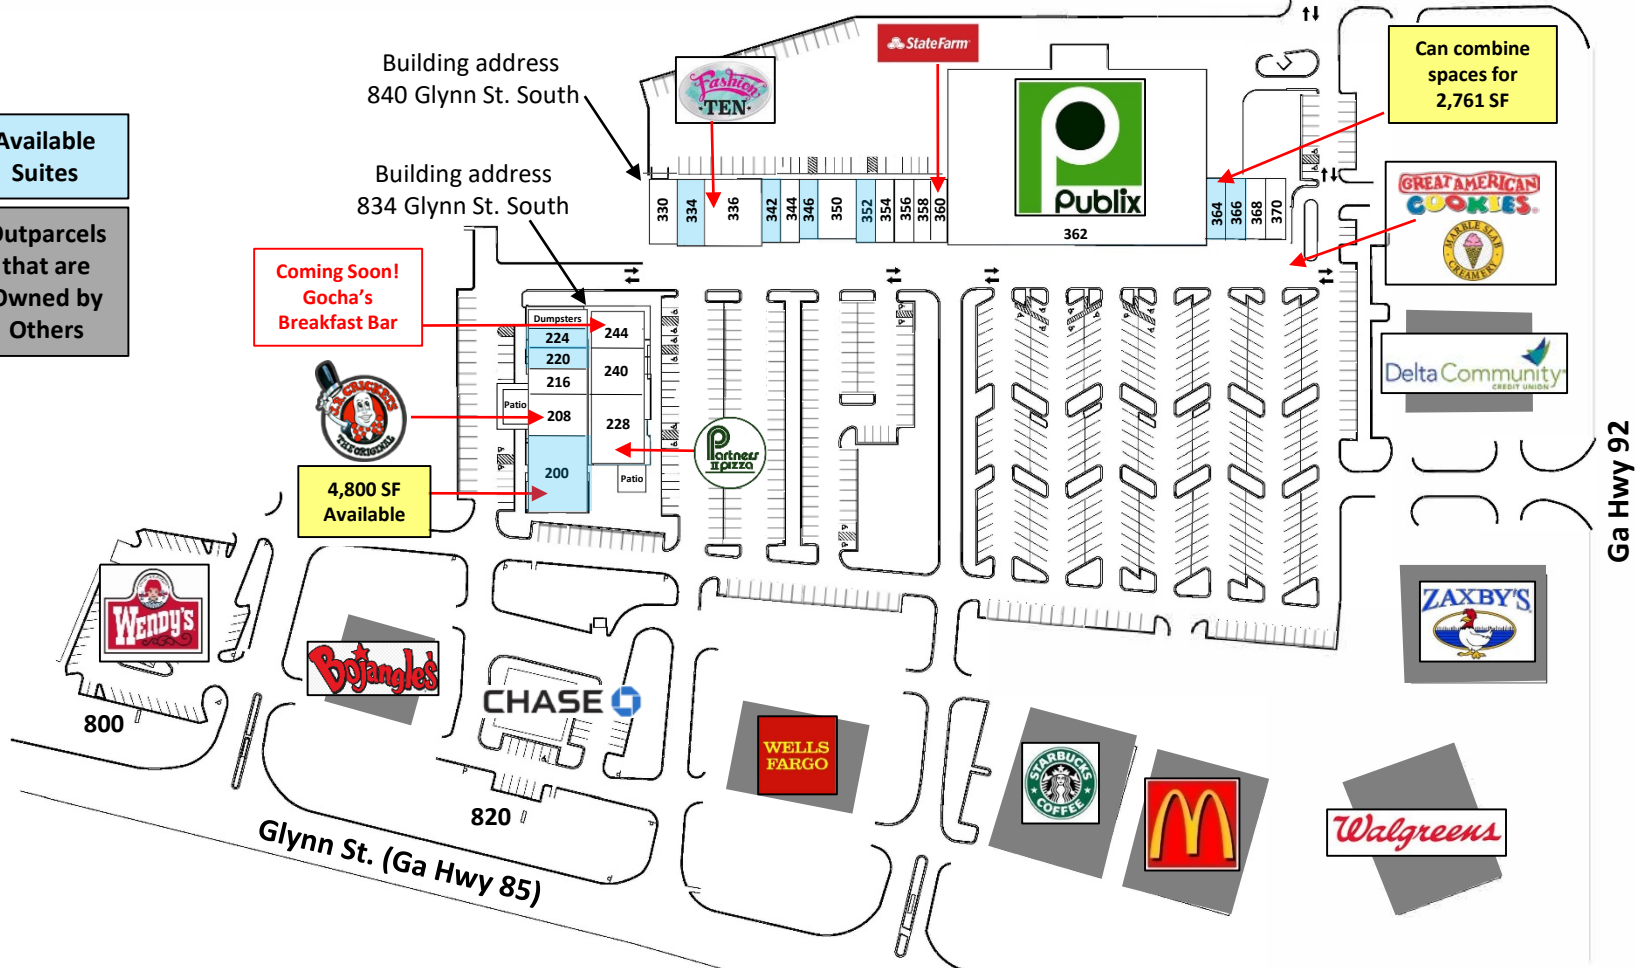 Building address
840 Glynn St. South
Fashion
TEN
StateFarm
Publix
Can combine
spaces for
2,761 SF
Available
Suites
Outparcels
that are
Owned by
Others
Building address
834 Glynn St. South
330
334
336
342
344
346
350
352
354
356
358
360
362
364
366
368
370
GREAT AMERICAN
COOKIES
MARBLE SLAB
CREAMERY
Coming Soon!
Gocha's
Breakfast Bar
Dumpsters
224
220
216
208
200
244
240
228
Patio
Patio
J.R. CRICKETS
THE ORIGINAL
Partners
II pizza
4,800 SF
Available
Delta Community
CREDIT UNION
Ga Hwy 92
WENDY'S
Bojangles
CHASE
WELLS
FARGO
STARBUCKS
COFFEE
ZAXBY'S
Walgreens
800
820
Glynn St. (Ga Hwy 85)